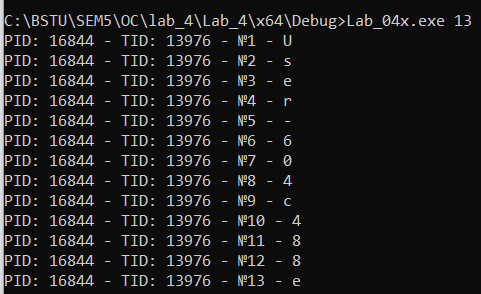 C:\BSTU\SEM5\OC\lab_4\Lab_4\x64\Debug>Lab_04x.exe 13
PID: 16844 - TID: 13976 - №1 - U
PID: 16844 - TID: 13976 - №2 - s
PID: 16844 - TID: 13976 - №3 - e
PID: 16844 - TID: 13976 - №4 - r
PID: 16844 - TID: 13976 - №5 - -
PID: 16844 - TID: 13976 - №6 - 6
PID: 16844 - TID: 13976 - №7 - 0
PID: 16844 - TID: 13976 - №8 - 4
PID: 16844 - TID: 13976 - №9 - c
PID: 16844 - TID: 13976 - №10 - 4
PID: 16844 - TID: 13976 - №11 - 8
PID: 16844 - TID: 13976 - №12 - 8
PID: 16844 - TID: 13976 - №13 - e